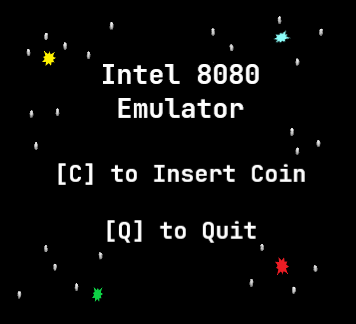 Intel 8080
Emulator
[C] to Insert Coin
[Q] to Quit